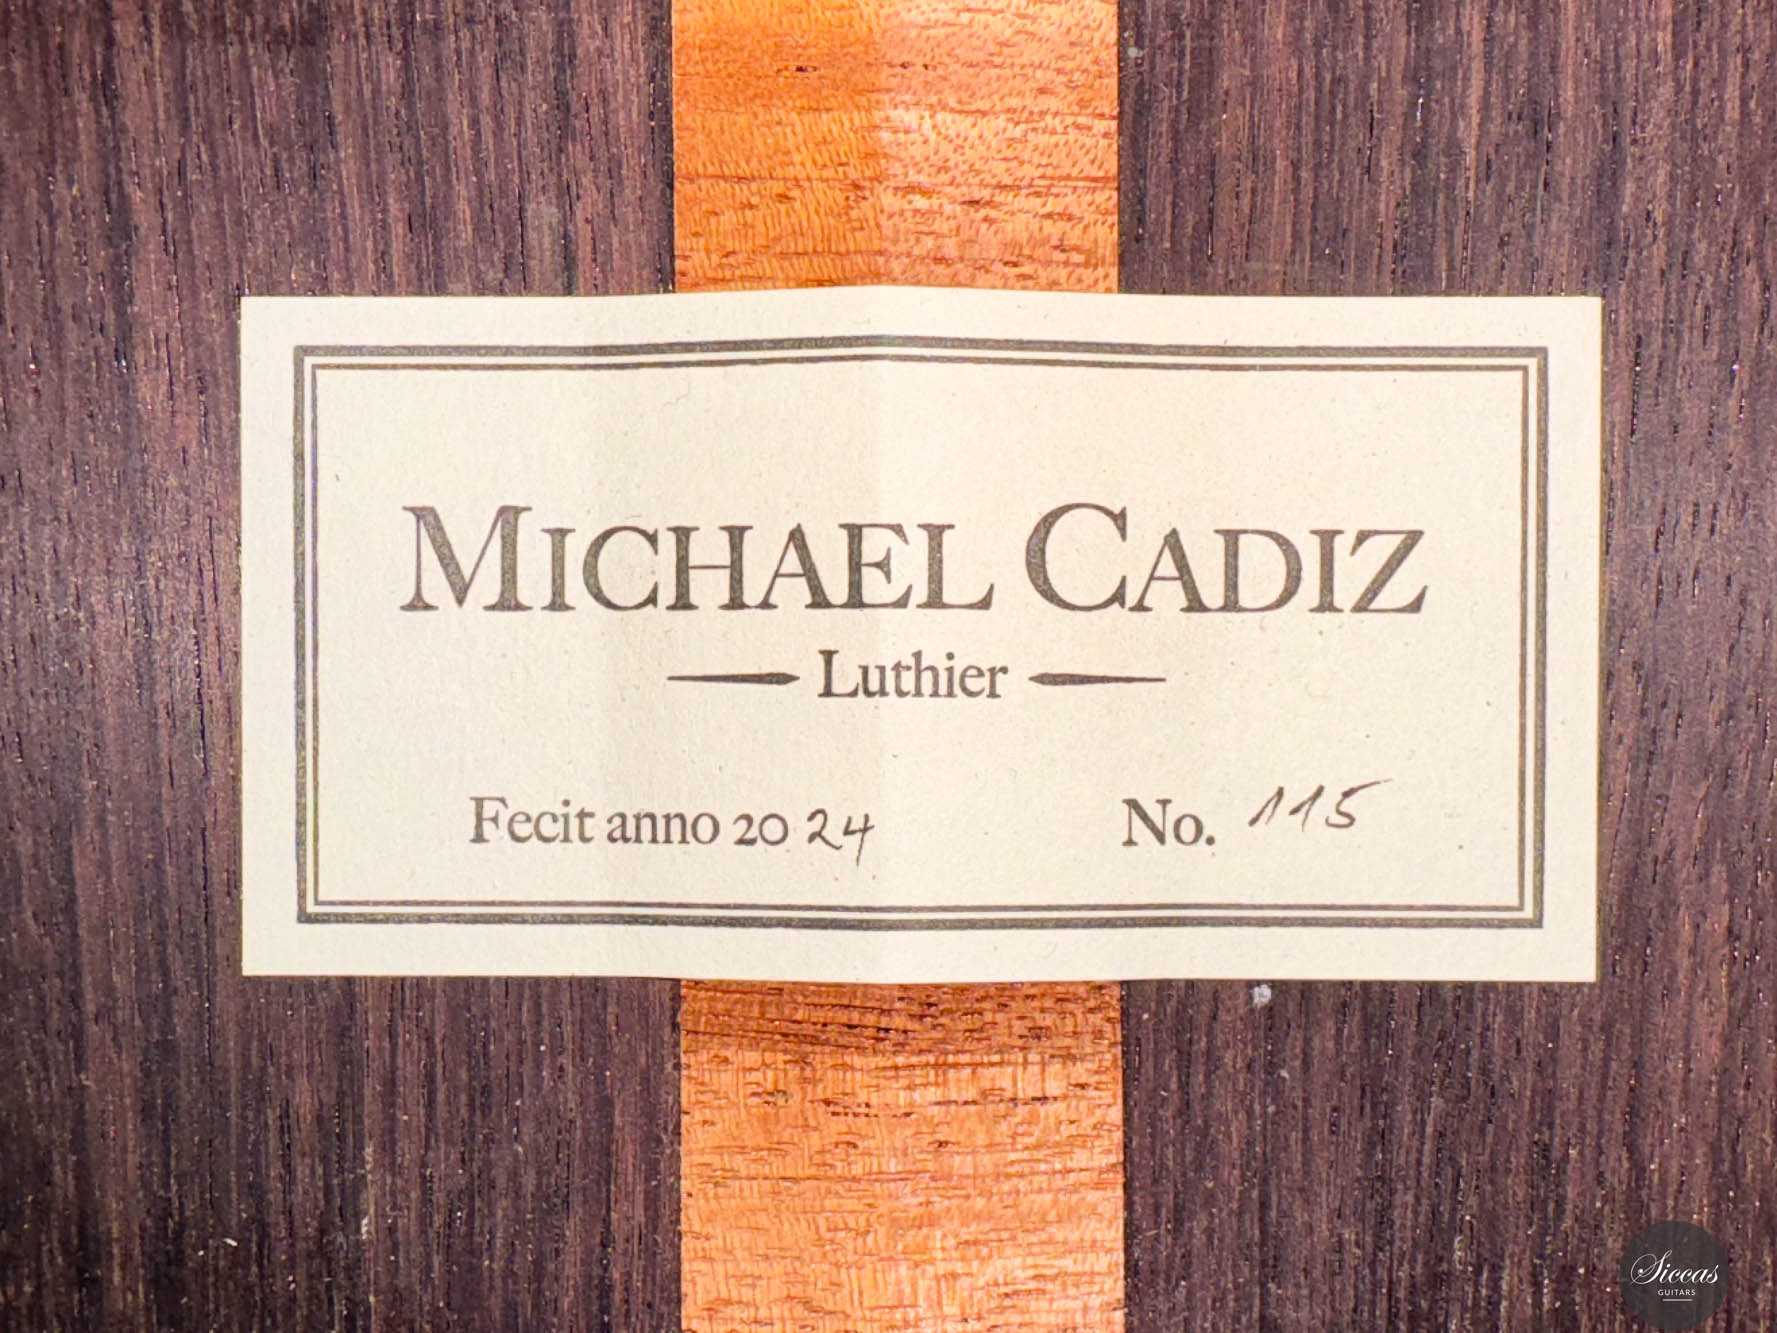 MICHAEL CADIZ
Luthier
Fecit anno 2024 No. 115
Siccas
GUITARS